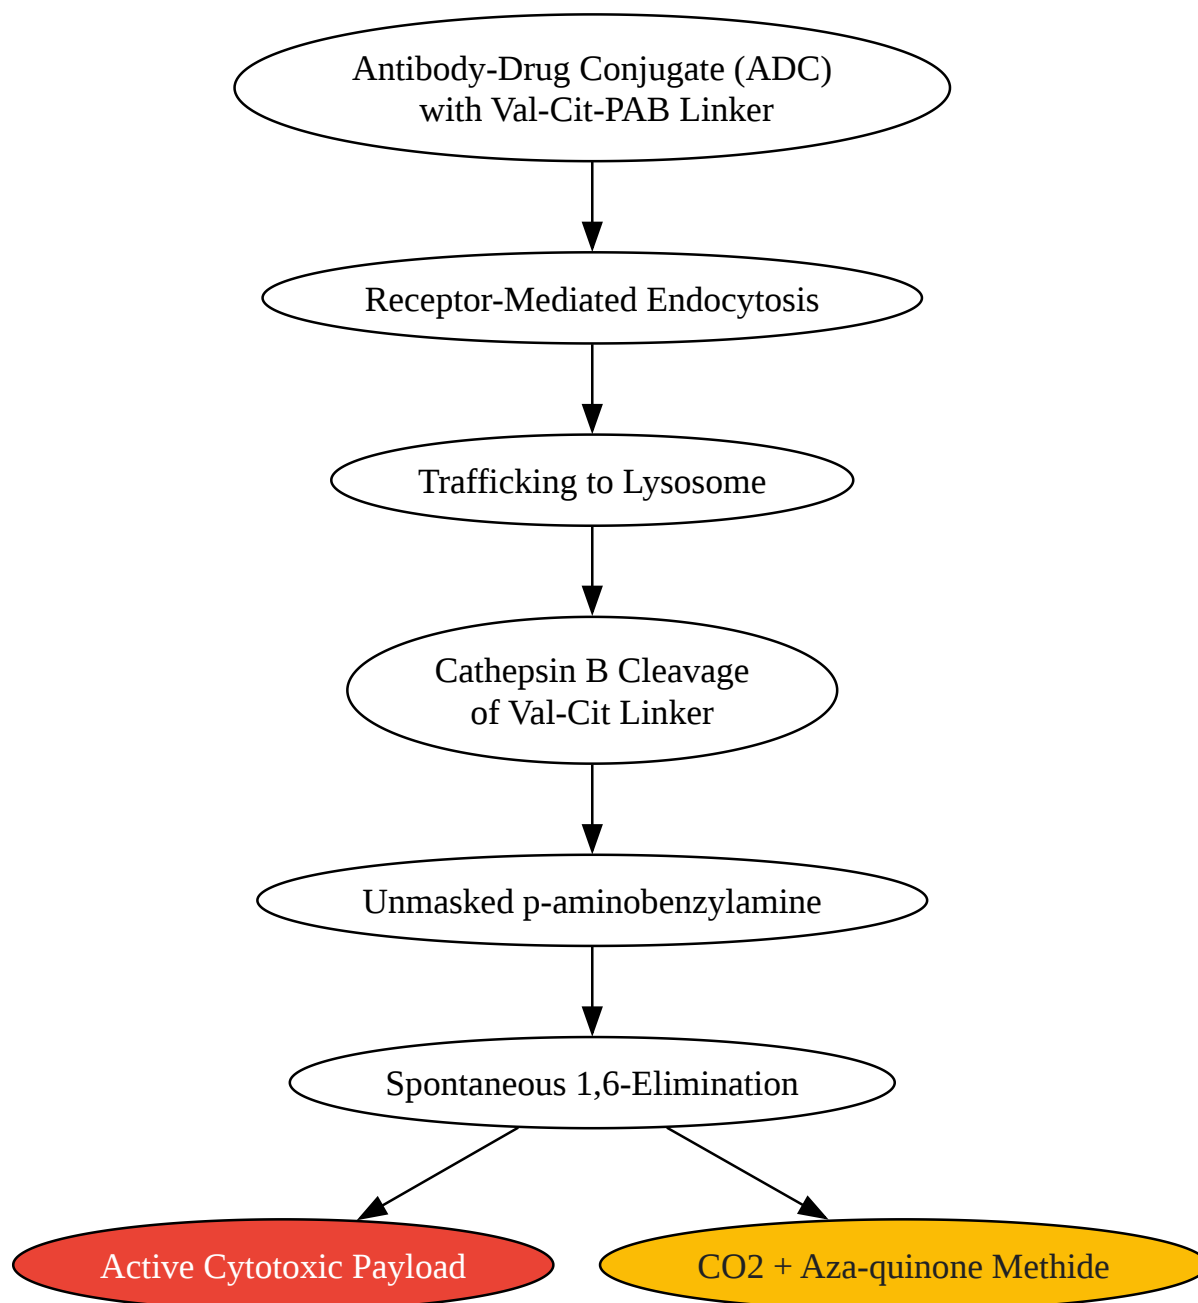 Antibody-Drug Conjugate (ADC)
with Val-Cit-PAB Linker
Receptor-Mediated Endocytosis
Trafficking to Lysosome
Cathepsin B Cleavage
of Val-Cit Linker
Unmasked p-aminobenzylamine
Spontaneous 1,6-Elimination
Active Cytotoxic Payload
CO2 + Aza-quinone Methide